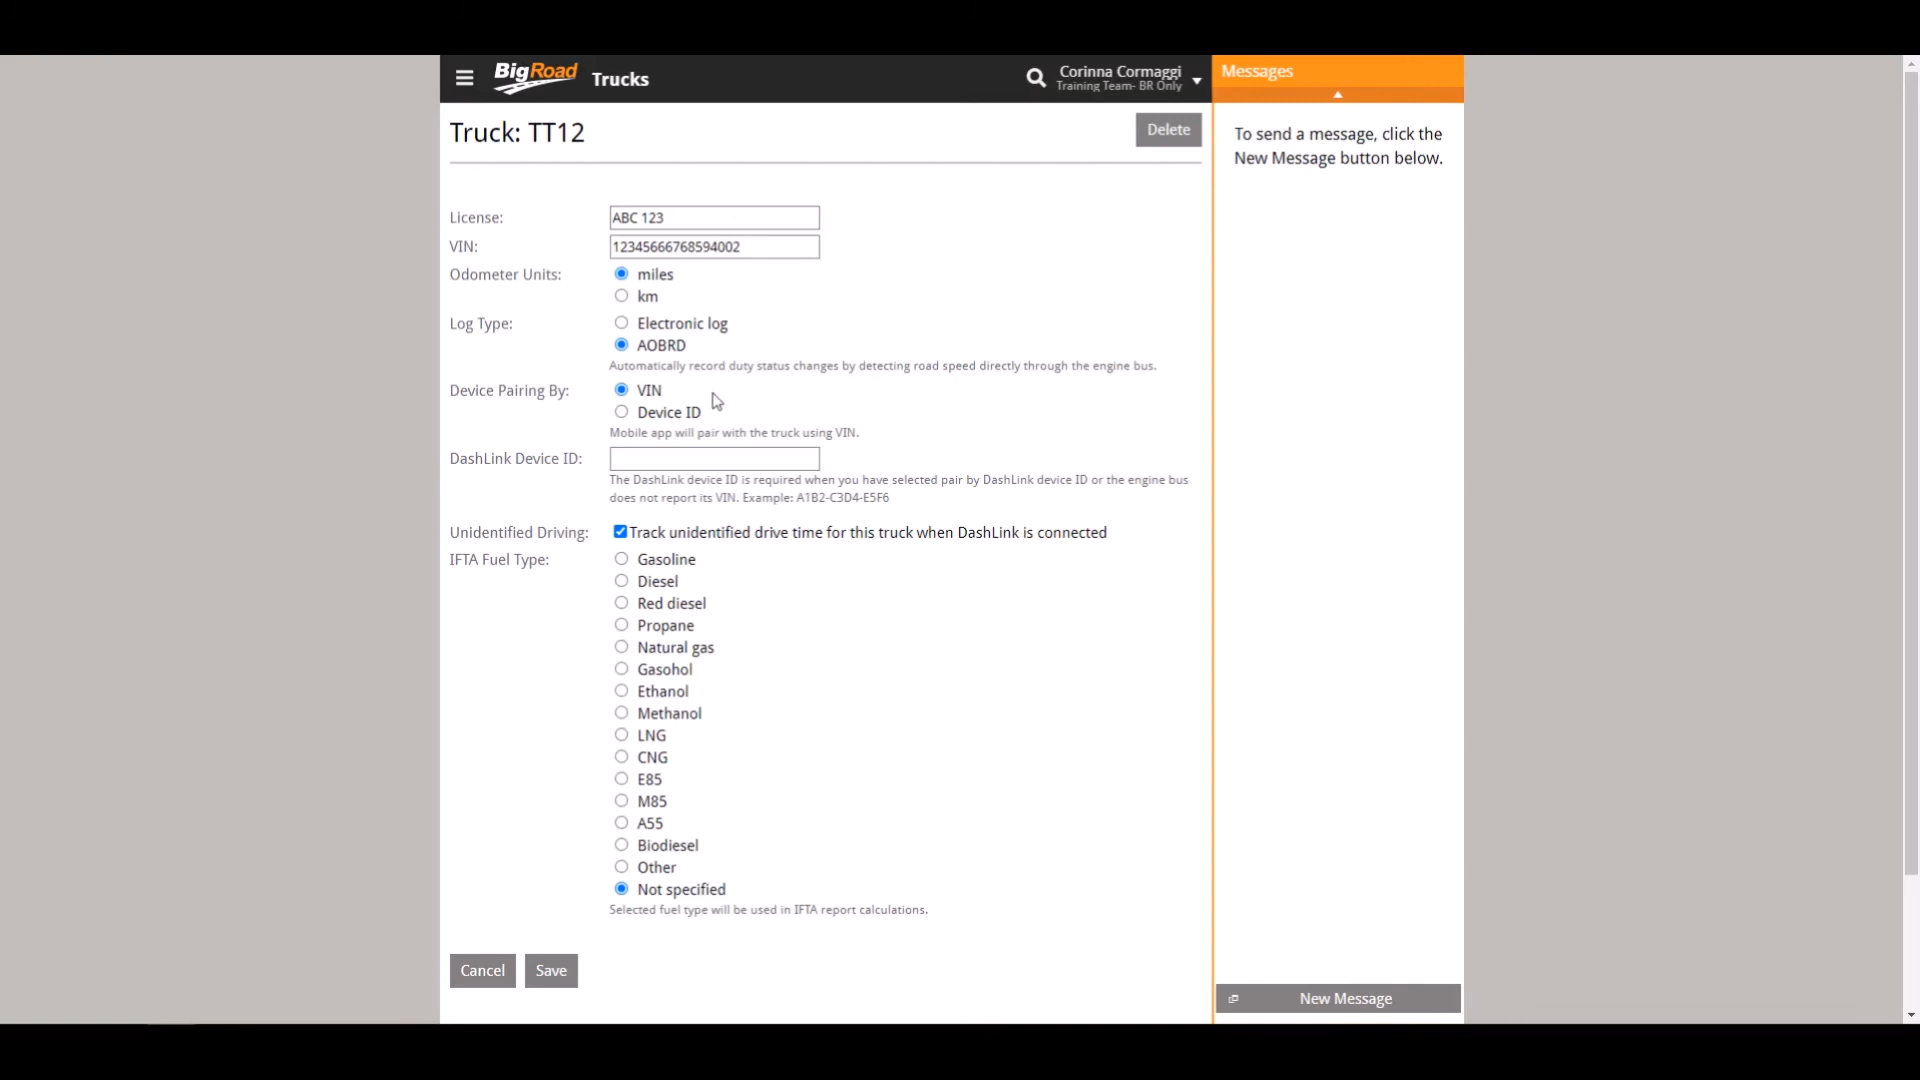 BigRoad
Trucks
Corinna Cormaggi
Training Team- BR Only
Messages
Truck: TT12
Delete
To send a message, click the
New Message button below.
License:
ABC 123
VIN:
12345666768594002
Odometer Units:
miles
km
Log Type:
Electronic log
AOBRD
Automatically record duty status changes by detecting road speed directly through the engine bus.
Device Pairing By:
VIN
Device ID
Mobile app will pair with the truck using VIN.
DashLink Device ID:
The DashLink device ID is required when you have selected pair by DashLink device ID or the engine bus
does not report its VIN. Example: A1B2-C3D4-E5F6
Unidentified Driving:
Track unidentified drive time for this truck when DashLink is connected
IFTA Fuel Type:
Gasoline
Diesel
Red diesel
Propane
Natural gas
Gasohol
Ethanol
Methanol
LNG
CNG
E85
M85
A55
Biodiesel
Other
Not specified
Selected fuel type will be used in IFTA report calculations.
Cancel
Save
New Message